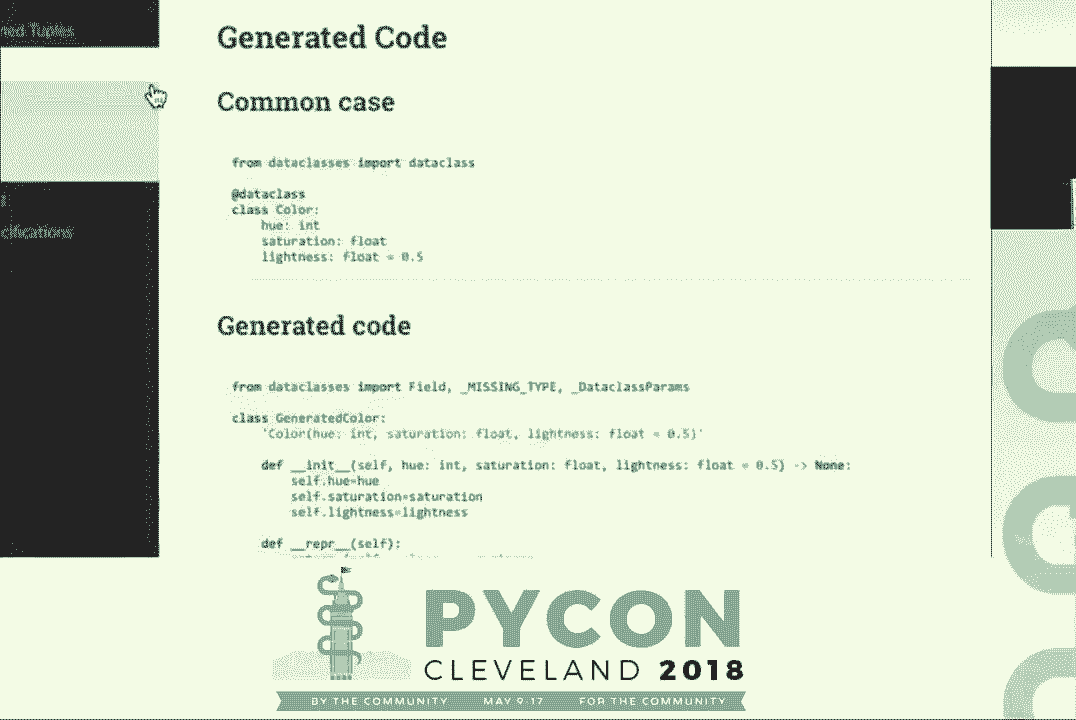 ned Tuples
cifications
Generated Code
Common case
from dataclasses import dataclass
@dataclass
class Color:
    hue: int
    saturation: float
    lightness: float = 0.5
Generated code
from dataclasses import Field, _MISSING_TYPE, _DataclassParams
class GeneratedColor:
    'Color(hue: int, saturation: float, lightness: float = 0.5)'
    def __init__(self, hue: int, saturation: float, lightness: float = 0.5) -> None:
        self.hue=hue
        self.saturation=saturation
        self.lightness=lightness
    def __repr__(self):
PYCON
CLEVELAND 2018
BY THE COMMUNITY MAY 9-17 FOR THE COMMUNITY